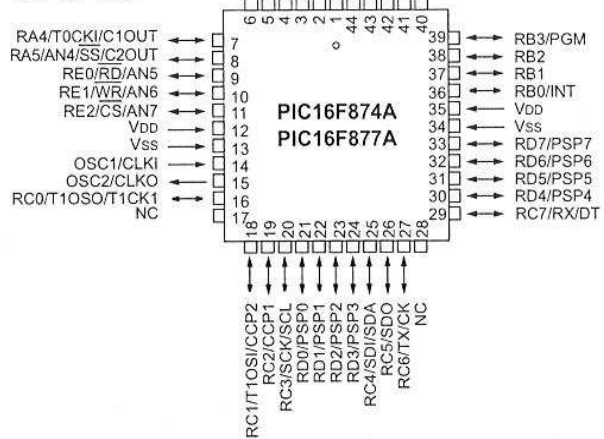 6 5 4 3 2 1 44 43 42 41 40
RA4/T0CKI/C1OUT 7
RA5/AN4/SS/C2OUT 8
RE0/RD/AN5 9
RE1/WR/AN6 10
RE2/CS/AN7 11
VDD 12
VSS 13
OSC1/CLKI 14
OSC2/CLKO 15
RC0/T1OSO/T1CK1 16
NC 17
PIC16F874A
PIC16F877A
39 RB3/PGM
38 RB2
37 RB1
36 RB0/INT
35 VDD
34 VSS
33 RD7/PSP7
32 RD6/PSP6
31 RD5/PSP5
30 RD4/PSP4
29 RC7/RX/DT
18 19 20 21 22 23 24 25 26 27 28
RC1/T1OSI/CCP2
RC2/CCP1
RC3/SCK/SCL
RD0/PSP0
RD1/PSP1
RD2/PSP2
RD3/PSP3
RC4/SDI/SDA
RC5/SDO
RC6/TX/CK
NC